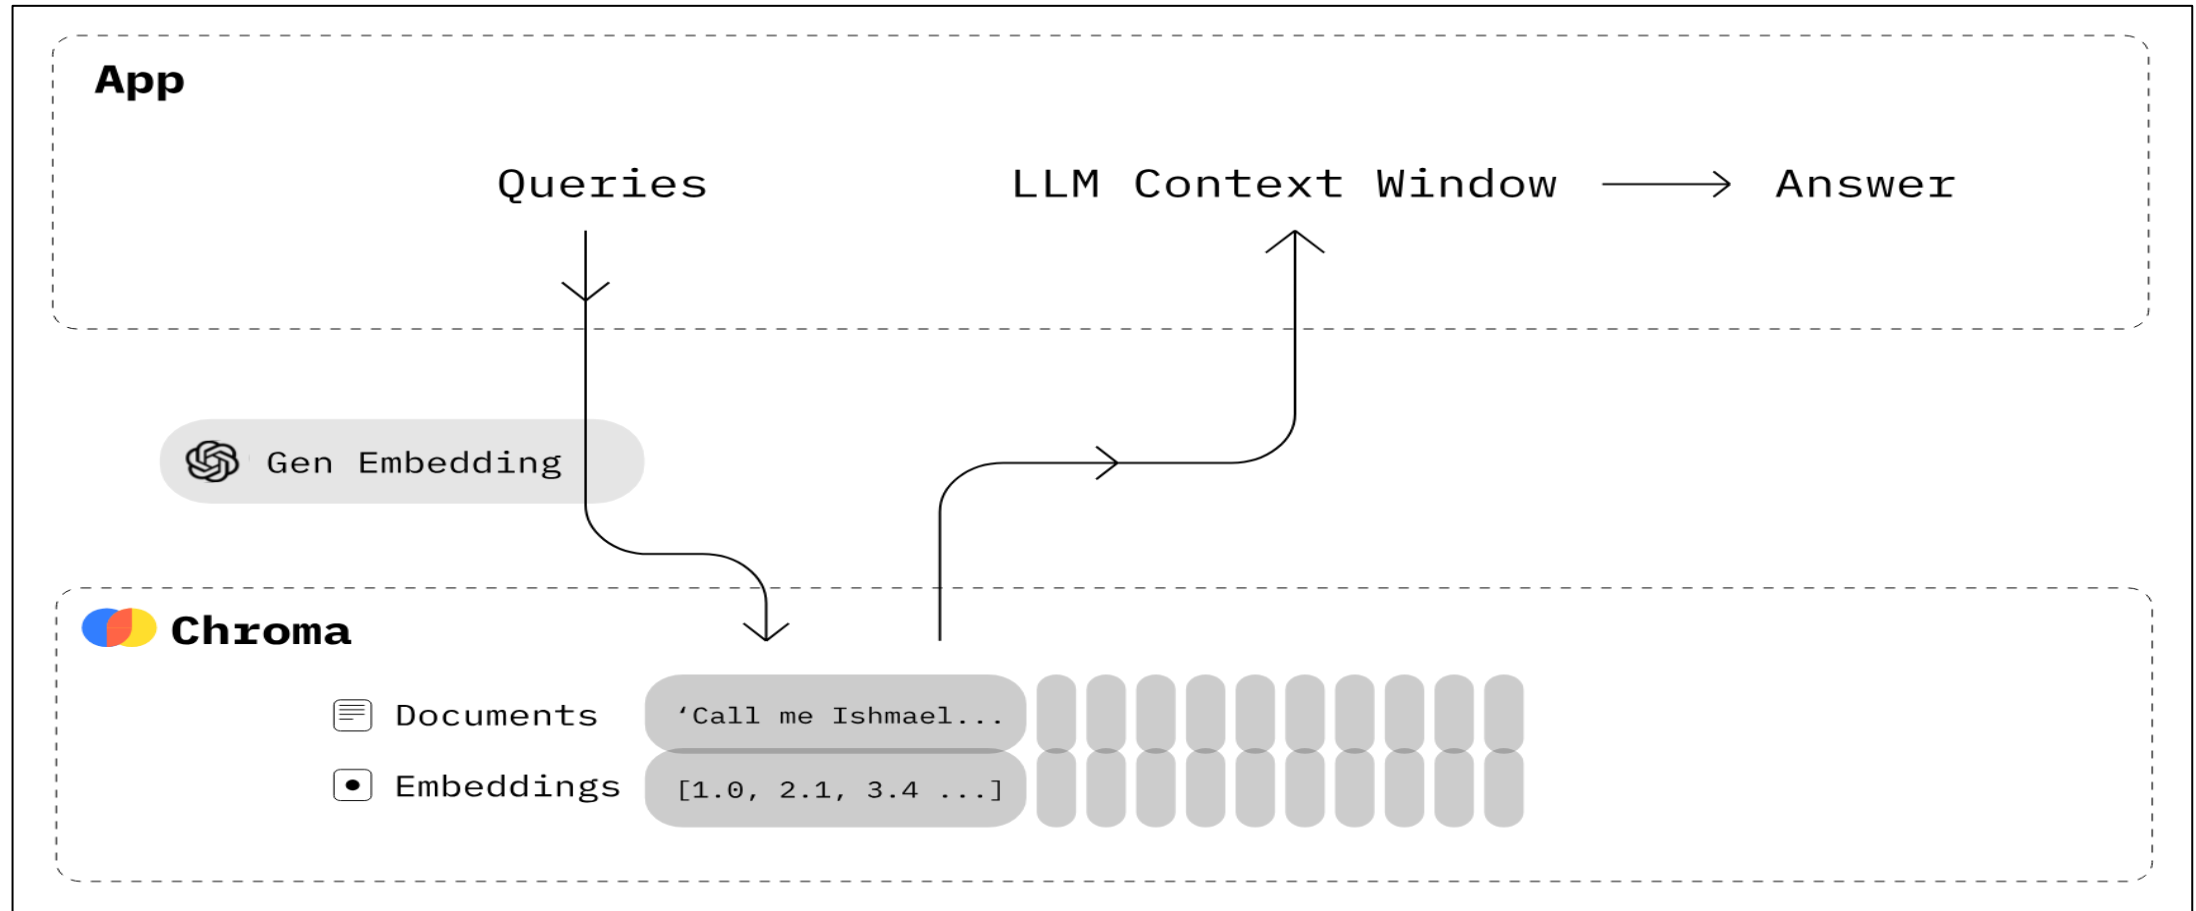 App
Queries
LLM Context Window
Answer
Gen Embedding
Chroma
Documents
‘Call me Ishmael...
Embeddings
[1.0, 2.1, 3.4 ...]